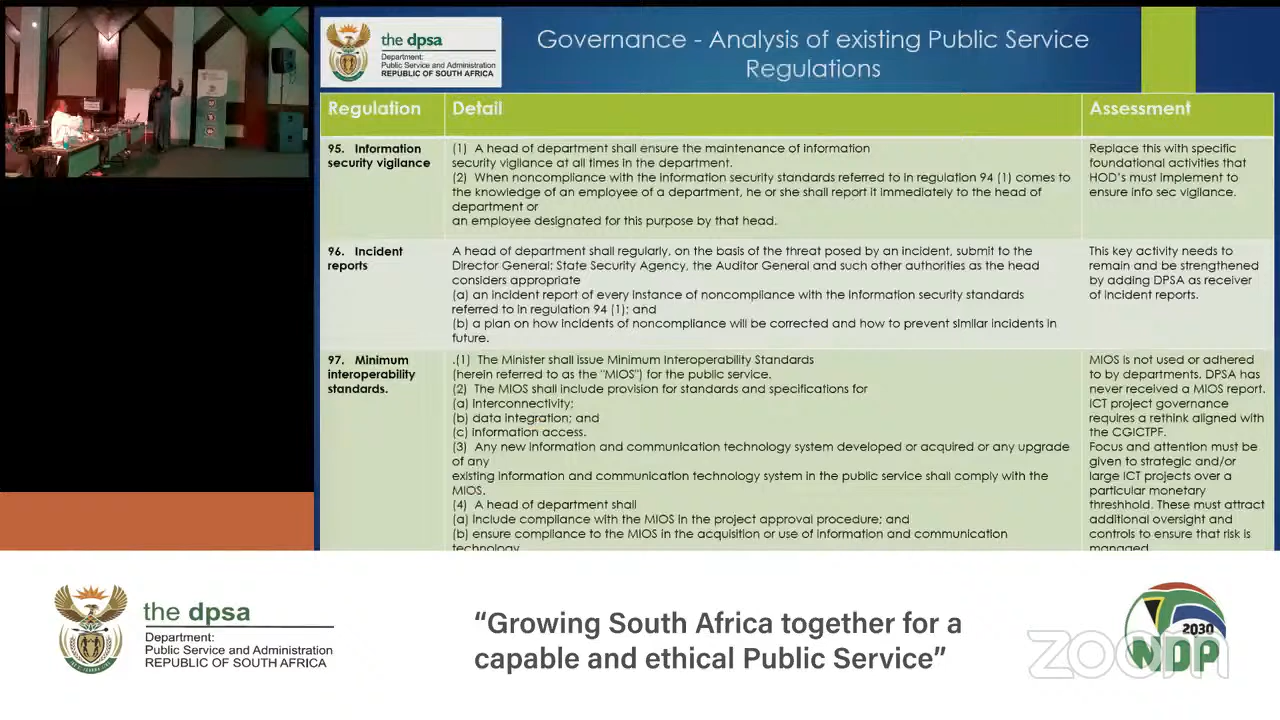 the dpsa
Department:
Public Service and Administration
REPUBLIC OF SOUTH AFRICA
Governance - Analysis of existing Public Service
Regulations
Regulation
Detail
Assessment
95. Information
security vigilance
(1) A head of department shall ensure the maintenance of information
security vigilance at all times in the department.
(2) When noncompliance with the information security standards referred to in regulation 94 (1) comes to
the knowledge of an employee of a department, he or she shall report it immediately to the head of
department or
an employee designated for this purpose by that head.
Replace this with specific
foundational activities that
HOD's must implement to
ensure info sec vigilance.
96. Incident
reports
A head of department shall regularly, on the basis of the threat posed by an incident, submit to the
Director General: State Security Agency, the Auditor General and such other authorities as the head
considers appropriate
(a) an incident report of every instance of noncompliance with the information security standards
referred to in regulation 94 (1); and
(b) a plan on how incidents of noncompliance will be corrected and how to prevent similar incidents in
future.
This key activity needs to
remain and be strengthened
by adding DPSA as receiver
of incident reports.
97. Minimum
interoperability
standards.
.(1) The Minister shall issue Minimum Interoperability Standards
(herein referred to as the "MIOS") for the public service.
(2) The MIOS shall include provision for standards and specifications for
(a) interconnectivity;
(b) data integration; and
(c) information access.
(3) Any new information and communication technology system developed or acquired or any upgrade
of any
existing information and communication technology system in the public service shall comply with the
MIOS.
(4) A head of department shall
(a) include compliance with the MIOS in the project approval procedure; and
(b) ensure compliance to the MIOS in the acquisition or use of information and communication
technology
MIOS is not used or adhered
to by departments, DPSA has
never received a MIOS report.
ICT project governance
requires a rethink aligned with
the CGICTPF.
Focus and attention must be
given to strategic and/or
large ICT projects over a
particular monetary
threshhold. These must attract
additional oversight and
controls to ensure that risk is
managed
the dpsa
Department:
Public Service and Administration
REPUBLIC OF SOUTH AFRICA
“Growing South Africa together for a
capable and ethical Public Service”
2030
NDP
zoom